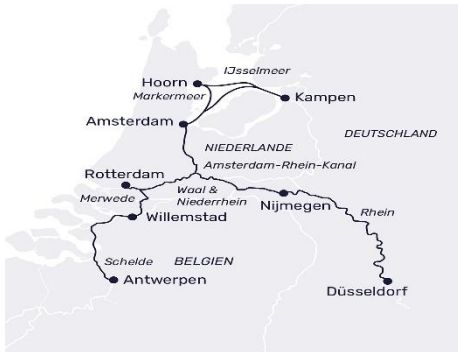 IJsselmeer
Hoorn
Markermeer
Kampen
Amsterdam
DEUTSCHLAND
NIEDERLANDE
Amsterdam-Rhein-Kanal
Rotterdam
Waal &
Niederrhein
Merwede
Nijmegen
Rhein
Willemstad
Schelde
BELGIEN
Antwerpen
Düsseldorf